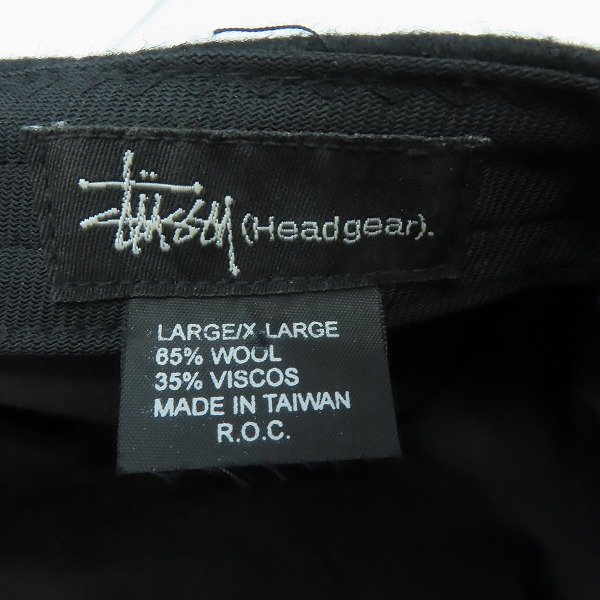 Stüssy (Headgear).
LARGE/X-LARGE
65% WOOL
35% VISCOS
MADE IN TAIWAN
R.O.C.